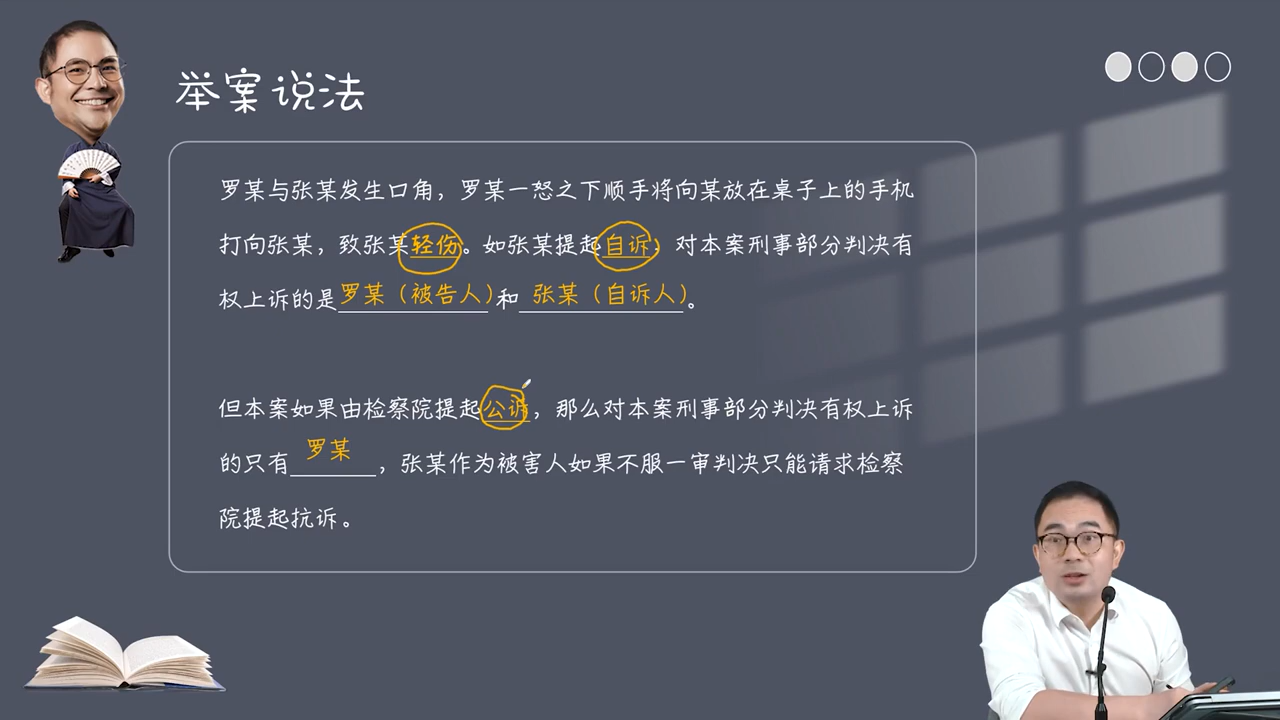 举案说法
罗某与张某发生口角，罗某一怒之下顺手将向某放在桌子上的手机
打向张某，致张某轻伤。如张某提起自诉，对本案刑事部分判决有
权上诉的是罗某（被告人）和 张某（自诉人）。
但本案如果由检察院提起公诉，那么对本案刑事部分判决有权上诉
的只有罗某，张某作为被害人如果不服一审判决只能请求检察
院提起抗诉。